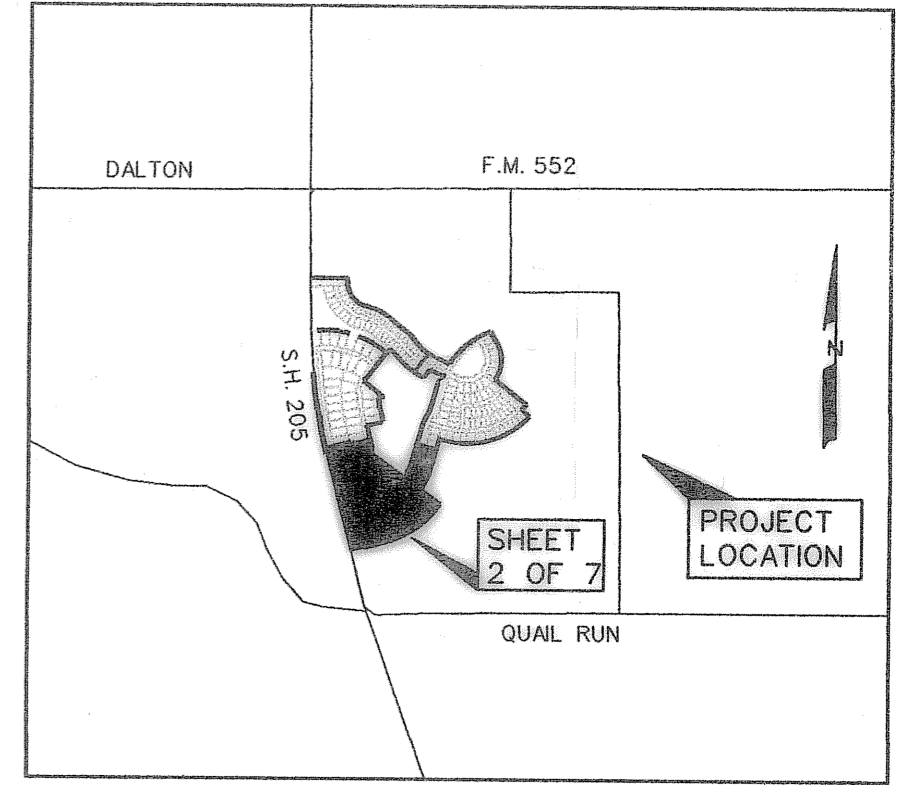 DALTON
F.M. 552
S.H. 205
N
SHEET
2 OF 7
PROJECT
LOCATION
QUAIL RUN